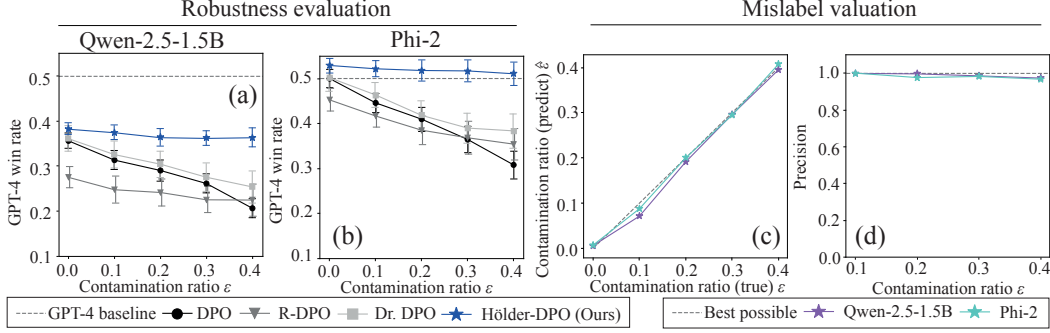 Robustness evaluation
Mislabel valuation
Qwen-2.5-1.5B
Phi-2
(a)
GPT-4 win rate
0.5
0.4
0.3
0.2
0.1
0.0 0.1 0.2 0.3 0.4
Contamination ratio ε
(b)
GPT-4 win rate
0.5
0.4
0.3
0.2
0.1
0.0 0.1 0.2 0.3 0.4
Contamination ratio ε
(c)
Contamination ratio (predict) ε̂
0.4
0.3
0.2
0.1
0.0
0.0 0.1 0.2 0.3 0.4
Contamination ratio (true) ε
(d)
Precision
1.0
0.8
0.6
0.4
0.2
0.0
0.1 0.2 0.3 0.4
Contamination ratio ε
GPT-4 baseline DPO R-DPO Dr. DPO Hölder-DPO (Ours)
Best possible Qwen-2.5-1.5B Phi-2